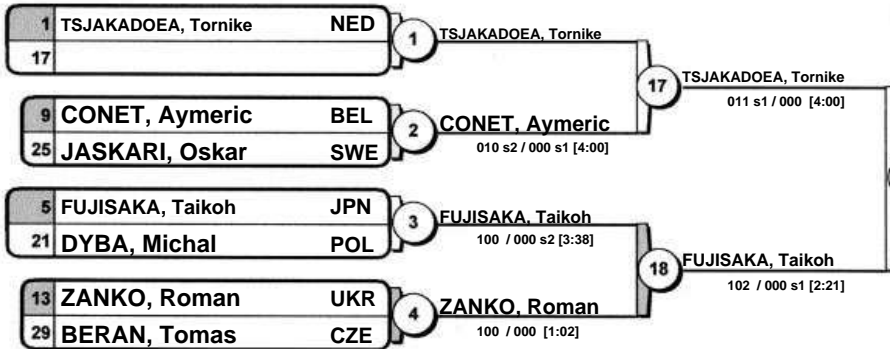 1 TSJAKADOEA, Tornike NED
17
1
TSJAKADOEA, Tornike
9 CONET, Aymeric BEL
25 JASKARI, Oskar SWE
2
CONET, Aymeric
010 s2 / 000 s1 [4:00]
17
TSJAKADOEA, Tornike
011 s1 / 000 [4:00]
5 FUJISAKA, Taikoh JPN
21 DYBA, Michal POL
3
FUJISAKA, Taikoh
100 / 000 s2 [3:38]
13 ZANKO, Roman UKR
29 BERAN, Tomas CZE
4
ZANKO, Roman
100 / 000 [1:02]
18
FUJISAKA, Taikoh
102 / 000 s1 [2:21]